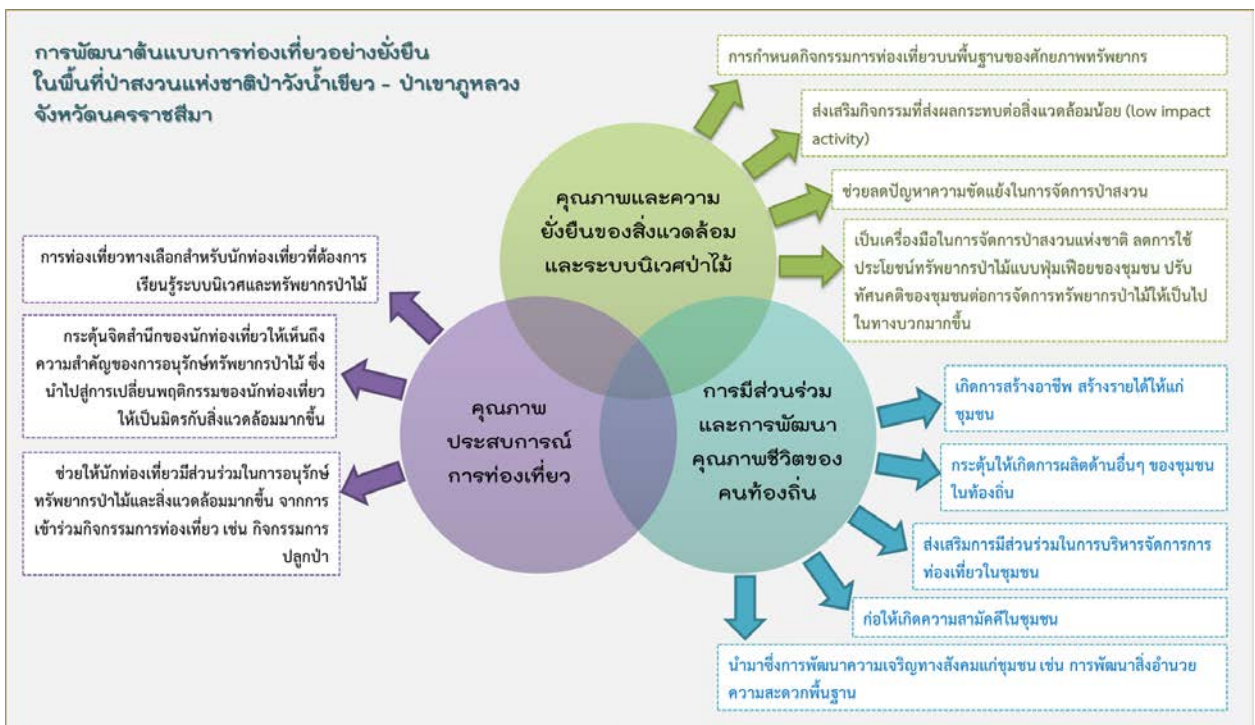 การพัฒนาต้นแบบการท่องเที่ยวอย่างยั่งยืน
ในพื้นที่ป่าสงวนแห่งชาติป่าวังน้ำเขียว - ป่าเขาภูหลวง
จังหวัดนครราชสีมา
การกำหนดกิจกรรมการท่องเที่ยวบนพื้นฐานของศักยภาพทรัพยากร
ส่งเสริมกิจกรรมที่ส่งผลกระทบต่อสิ่งแวดล้อมน้อย (low impact
activity)
ช่วยลดปัญหาความขัดแย้งในการจัดการป่าสงวน
เป็นเครื่องมือในการจัดการป่าสงวนแห่งชาติ ลดการใช้
ประโยชน์ทรัพยากรป่าไม้แบบฟุ่มเฟือยของชุมชน ปรับ
ทัศนคติของชุมชนต่อการจัดการทรัพยากรป่าไม้ให้เป็นไป
ในทางบวกมากขึ้น
คุณภาพและความ
ยั่งยืนของสิ่งแวดล้อม
และระบบนิเวศป่าไม้
การท่องเที่ยวทางเลือกสำหรับนักท่องเที่ยวที่ต้องการ
เรียนรู้ระบบนิเวศและทรัพยากรป่าไม้
กระตุ้นจิตสำนึกของนักท่องเที่ยวให้เห็นถึง
ความสำคัญของการอนุรักษ์ทรัพยากรป่าไม้ ซึ่ง
นำไปสู่การเปลี่ยนพฤติกรรมของนักท่องเที่ยว
ให้เป็นมิตรกับสิ่งแวดล้อมมากขึ้น
ช่วยให้นักท่องเที่ยวมีส่วนร่วมในการอนุรักษ์
ทรัพยากรป่าไม้และสิ่งแวดล้อมมากขึ้น จากการ
เข้าร่วมกิจกรรมการท่องเที่ยว เช่น กิจกรรมการ
ปลูกป่า
คุณภาพ
ประสบการณ์
การท่องเที่ยว
การมีส่วนร่วม
และการพัฒนา
คุณภาพชีวิตของ
คนท้องถิ่น
เกิดการสร้างอาชีพ สร้างรายได้ให้แก่
ชุมชน
กระตุ้นให้เกิดการผลิตด้านอื่นๆ ของชุมชน
ในท้องถิ่น
ส่งเสริมการมีส่วนร่วมในการบริหารจัดการการ
ท่องเที่ยวในชุมชน
ก่อให้เกิดความสามัคคีในชุมชน
นำมาซึ่งการพัฒนาความเจริญทางสังคมแก่ชุมชน เช่น การพัฒนาสิ่งอำนวย
ความสะดวกพื้นฐาน